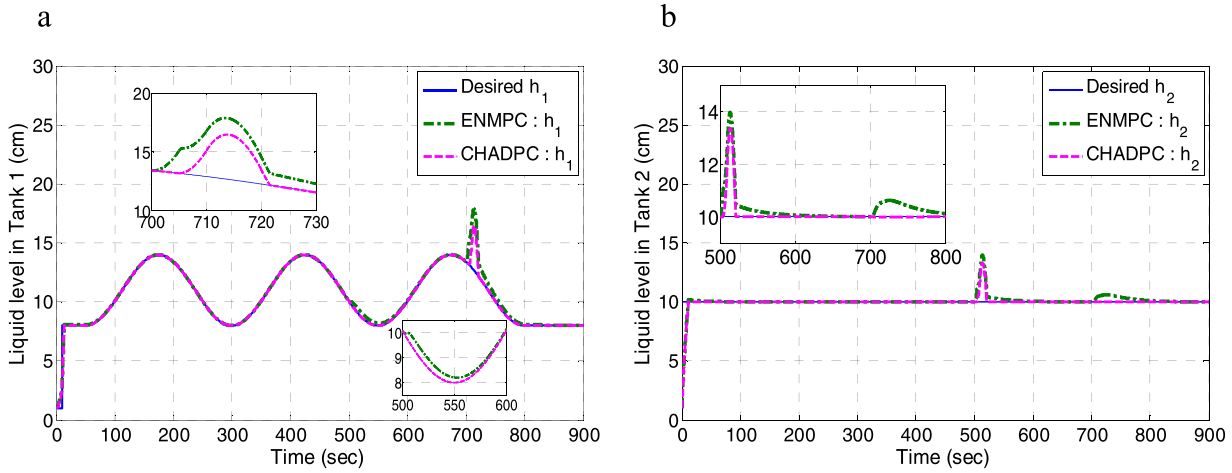 a
b
Liquid level in Tank 1 (cm)
30
25
20
15
10
5
0
0 100 200 300 400 500 600 700 800 900
Time (sec)
Desired h1
ENMPC : h1
CHADPC : h1
20
15
10
700 710 720 730
10
9
8
500 550 600
Liquid level in Tank 2 (cm)
30
25
20
15
10
5
0
0 100 200 300 400 500 600 700 800 900
Time (sec)
Desired h2
ENMPC : h2
CHADPC : h2
14
12
10
500 600 700 800